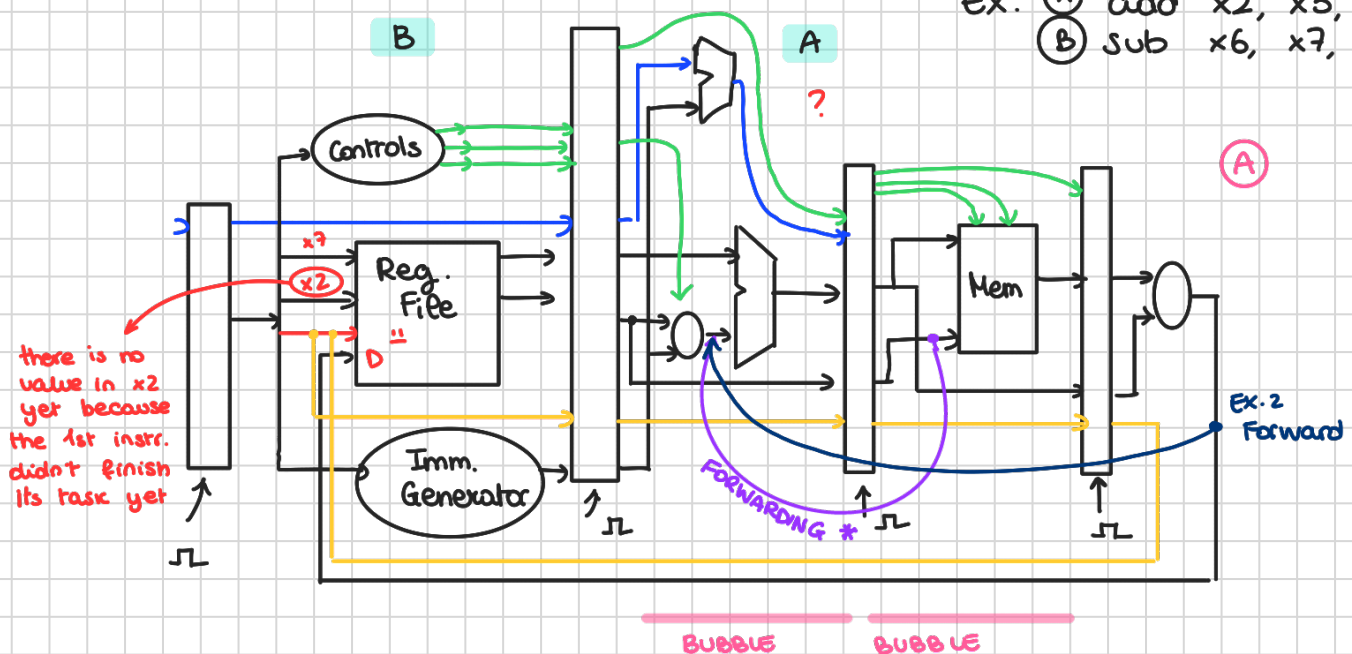 Ex: A add x2, x5,
B sub x6, x7,
B
A
?
Controls
A
x7
x2
Reg.
File
D
Mem
there is no
value in x2
yet because
the 1st instr.
didn't finish
its task yet
Imm.
Generator
EX.2
Forward
FORWARDING *
BUBBLE BUBBLE